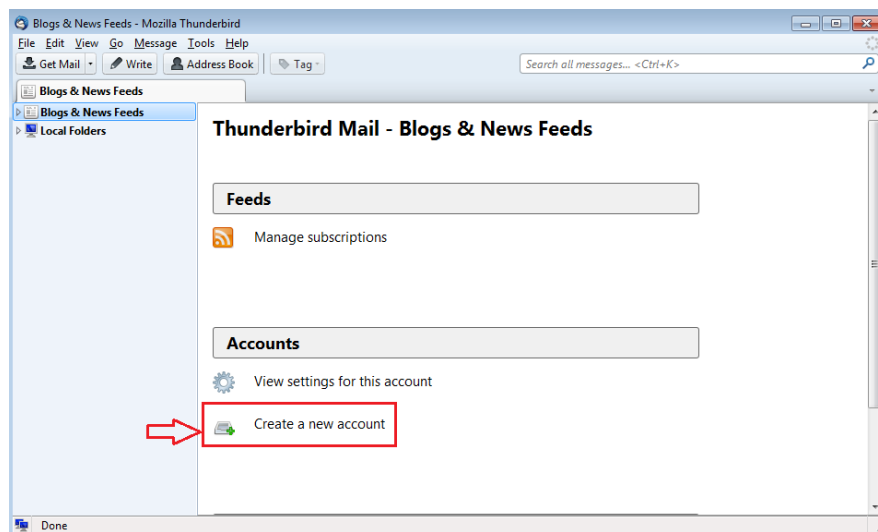 Blogs & News Feeds - Mozilla Thunderbird
File Edit View Go Message Tools Help
Get Mail Write Address Book Tag Search all messages... <Ctrl+K>
Blogs & News Feeds
Blogs & News Feeds
Local Folders
Thunderbird Mail - Blogs & News Feeds
Feeds
Manage subscriptions
Accounts
View settings for this account
Create a new account
Done